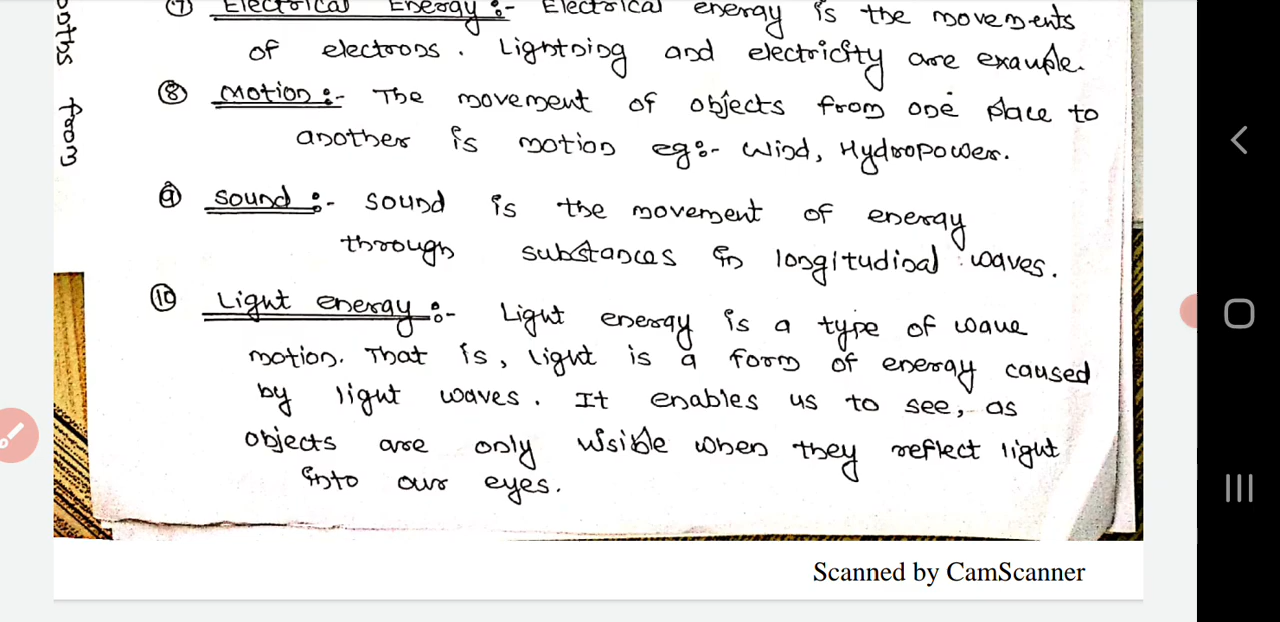 ⑦ Electrical Energy :- Electrical energy is the movements
of electrons. Lightning and electricity are example.
⑧ Motion :- The movement of objects from one place to
another is motion eg:- Wind, Hydropower.
⑨ Sound :- Sound is the movement of energy
through substances in longitudinal waves.
⑩ Light energy :- Light energy is a type of wave
motion. That is, light is a form of energy caused
by light waves. It enables us to see, as
objects are only visible when they reflect light
into our eyes.
from
Scanned by CamScanner